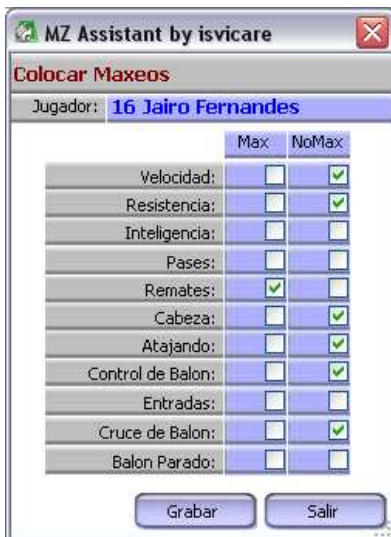 MZ Assistant by isvicare
Colocar Maxeos
Jugador: 16 Jairo Fernandes
Max NoMax
Velocidad:
Resistencia:
Inteligencia:
Pases:
Remates:
Cabeza:
Atajando:
Control de Balon:
Entradas:
Cruce de Balon:
Balon Parado:
Grabar Salir